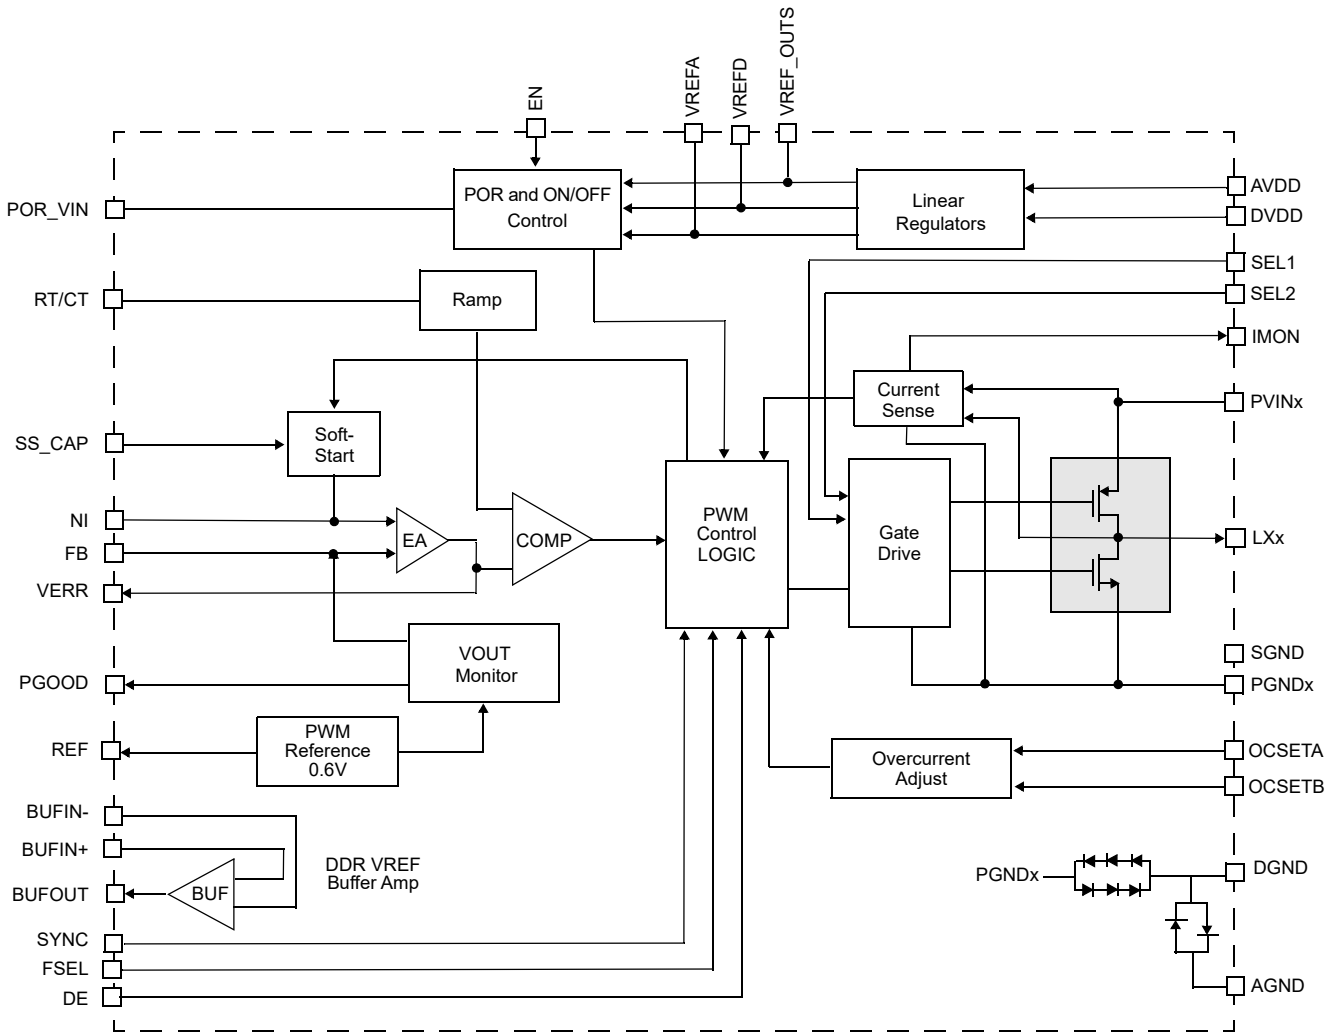 EN
VREFA
VREFD
VREF_OUTS
POR_VIN
POR and ON/OFF
Control
Linear
Regulators
AVDD
DVDD
SEL1
SEL2
RT/CT
Ramp
IMON
Current
Sense
PVINx
SS_CAP
Soft-
Start
NI
FB
VERR
EA
COMP
PWM
Control
LOGIC
Gate
Drive
LXx
VOUT
Monitor
SGND
PGNDx
PGOOD
REF
PWM
Reference
0.6V
Overcurrent
Adjust
OCSETA
OCSETB
BUFIN-
BUFIN+
BUFOUT
BUF
DDR VREF
Buffer Amp
PGNDx
DGND
SYNC
FSEL
DE
AGND